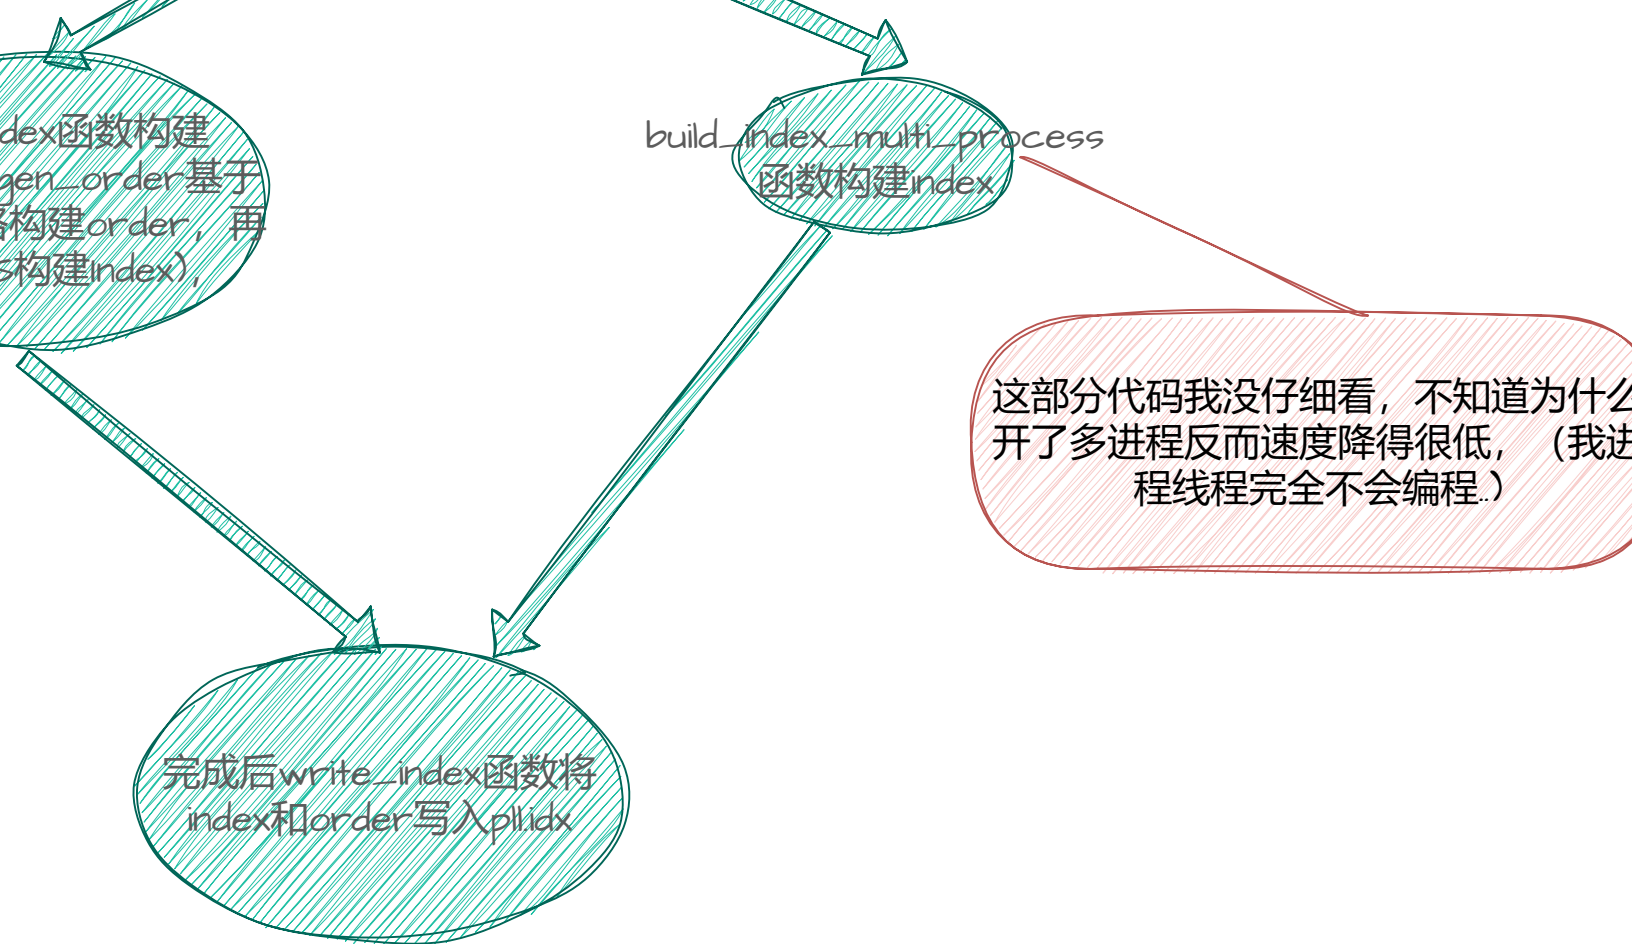 dex函数构建
gen_order基于
构建order，再
S构建index),
build_index_multi_process
函数构建index
这部分代码我没仔细看，不知道为什么
开了多进程反而速度降得很低，（我进
程线程完全不会编程..）
完成后write_index函数将
index和order写入pll.idx